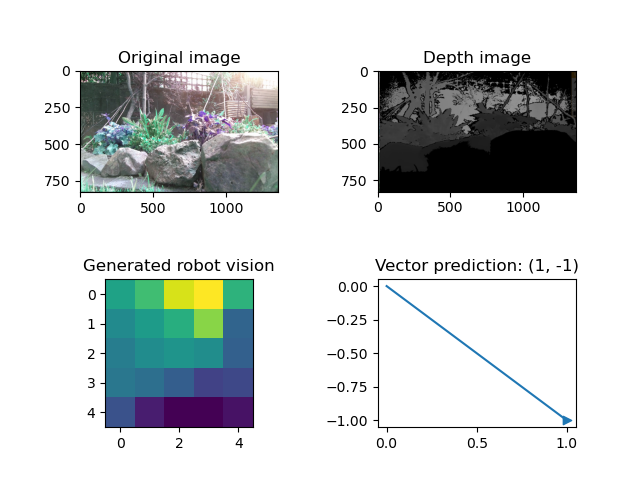 Original image
0
250
500
750
0 500 1000
Depth image
0
250
500
750
0 500 1000
Generated robot vision
0
1
2
3
4
0 2 4
Vector prediction: (1, -1)
0.00
−0.25
−0.50
−0.75
−1.00
0.0 0.5 1.0